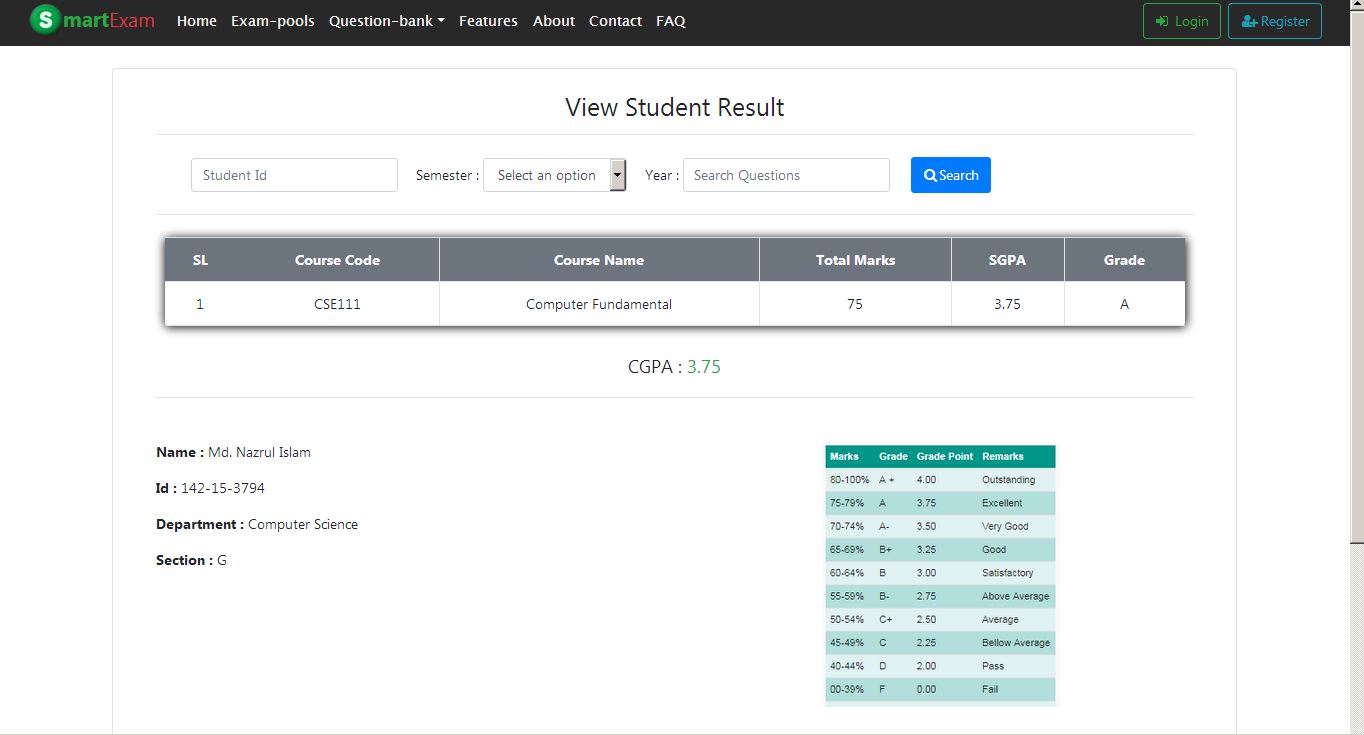 SmartExam Home Exam-pools Question-bank Features About Contact FAQ Login Register
View Student Result
Student Id Semester : Select an option Year : Search Questions Search
SL Course Code Course Name Total Marks SGPA Grade
1 CSE111 Computer Fundamental 75 3.75 A
CGPA : 3.75
Name : Md. Nazrul Islam
Id : 142-15-3794
Department : Computer Science
Section : G
Marks Grade Grade Point Remarks
80-100% A + 4.00 Outstanding
75-79% A 3.75 Excellent
70-74% A- 3.50 Very Good
65-69% B+ 3.25 Good
60-64% B 3.00 Satisfactory
55-59% B- 2.75 Above Average
50-54% C+ 2.50 Average
45-49% C 2.25 Bellow Average
40-44% D 2.00 Pass
00-39% F 0.00 Fail